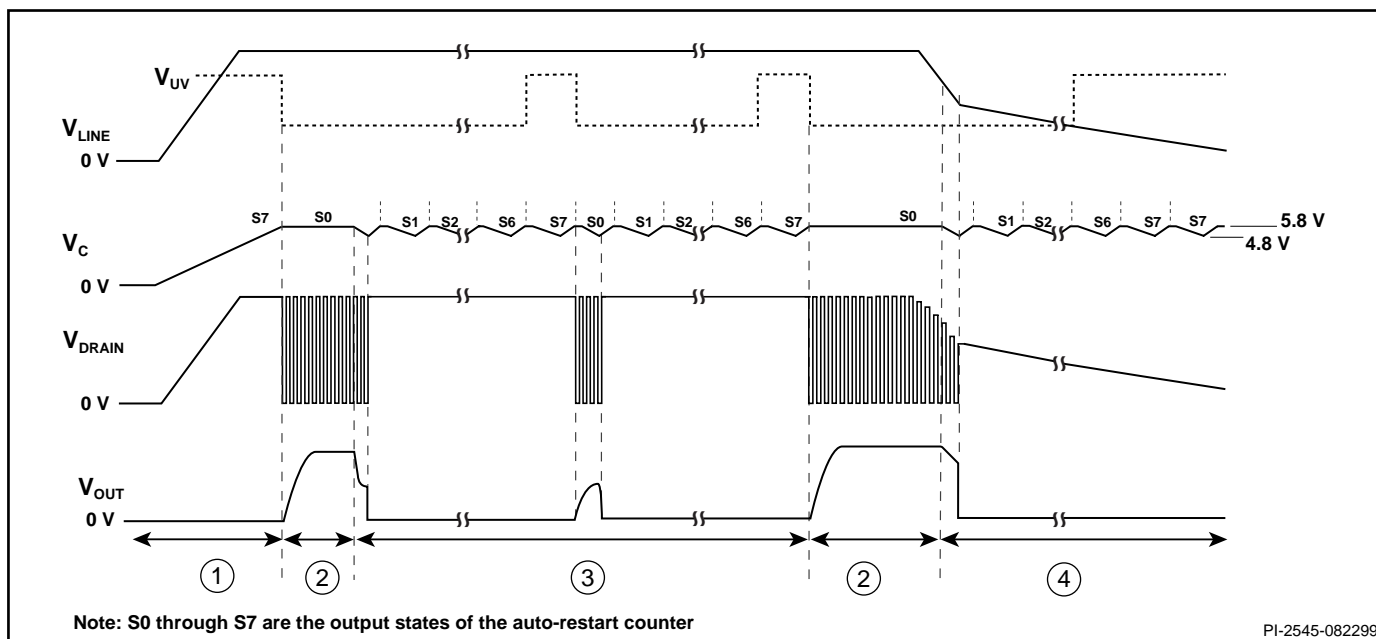 VUV
VLINE
0 V
S7 S0 S1 S2 S6 S7 S0 S1 S2 S6 S7 S0 S1 S2 S6 S7 S7
5.8 V
4.8 V
VC
0 V
VDRAIN
0 V
VOUT
0 V
1 2 3 2 4
Note: S0 through S7 are the output states of the auto-restart counter
PI-2545-082299